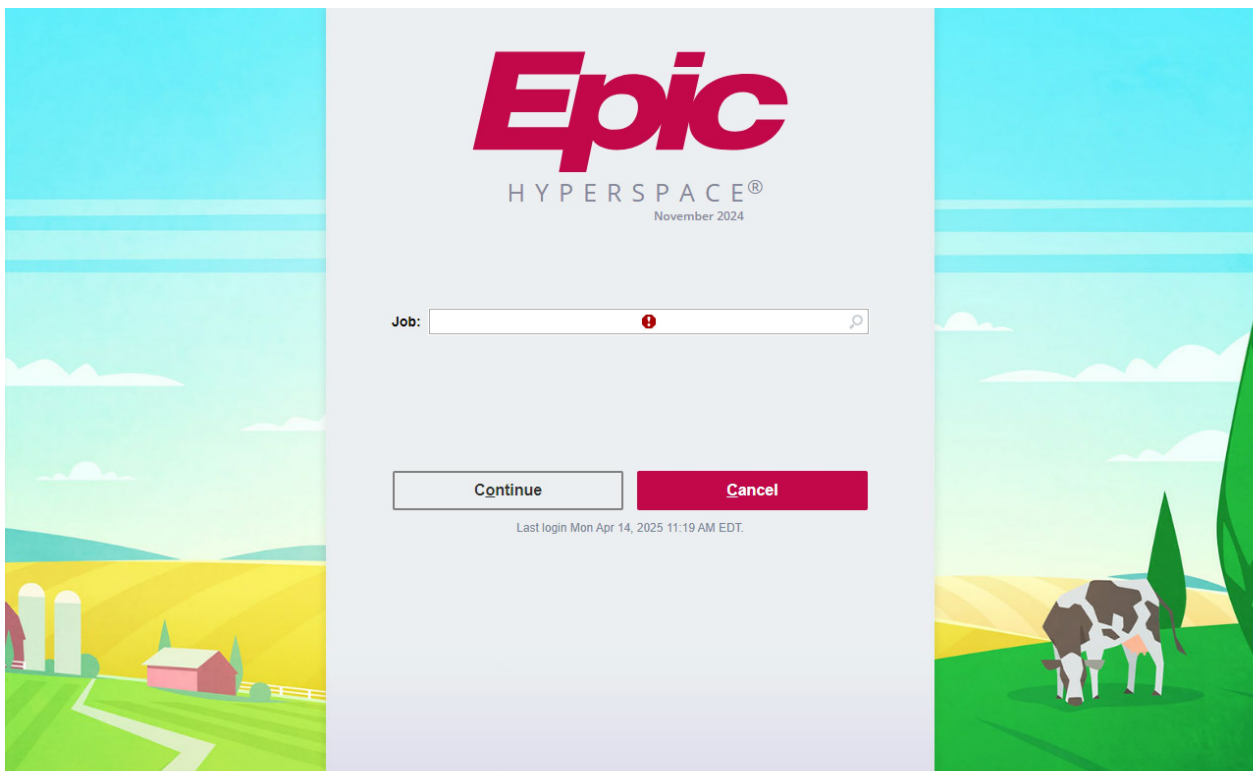 Epic
HYPERSPACE®
November 2024
Job:
Continue
Cancel
Last login Mon Apr 14, 2025 11:19 AM EDT.